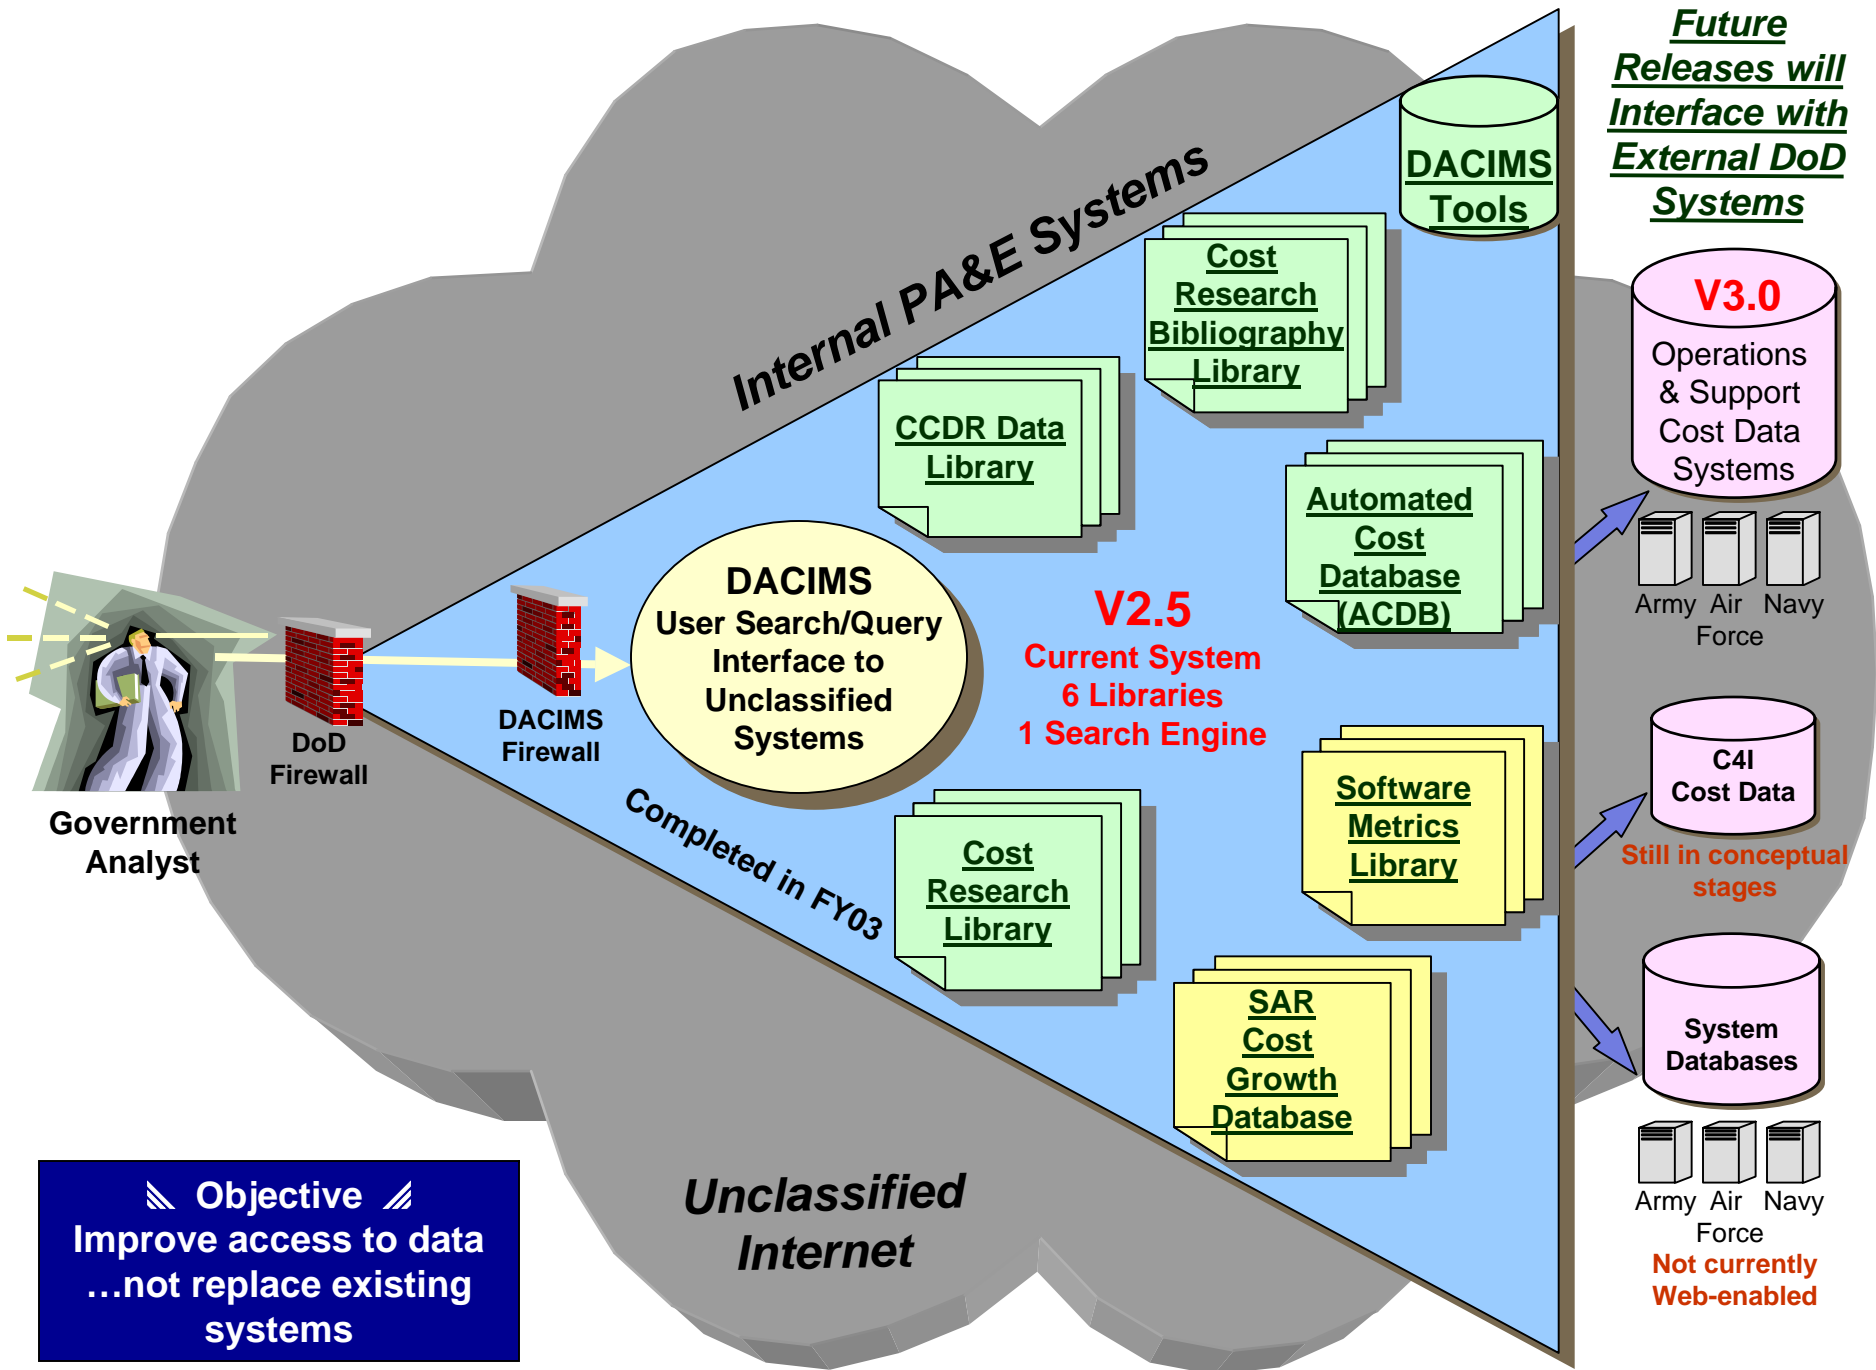 Future
Releases will
Interface with
External DoD
Systems
Internal PA&E Systems
DACIMS
Tools
Cost
Research
Bibliography
Library
CCDR Data
Library
Automated
Cost
Database
(ACDB)
V3.0
Operations
& Support
Cost Data
Systems
Army Air Navy
Force
DACIMS
User Search/Query
Interface to
Unclassified
Systems
V2.5
Current System
6 Libraries
1 Search Engine
DACIMS
Firewall
DoD
Firewall
Government
Analyst
Completed in FY03
Cost
Research
Library
Software
Metrics
Library
SAR
Cost
Growth
Database
C4I
Cost Data
Still in conceptual
stages
System
Databases
Army Air Navy
Force
Not currently
Web-enabled
Unclassified
Internet
Objective
Improve access to data
…not replace existing
systems